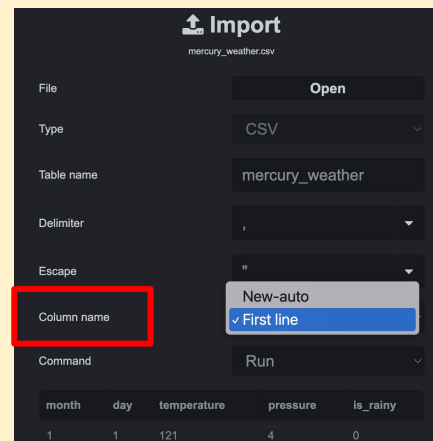 Import
mercury_weather.csv
File Open
Type CSV
Table name mercury_weather
Delimiter ,
Escape "
New-auto
Column name First line
Command Run
month day temperature pressure is_rainy
1 1 121 4 0